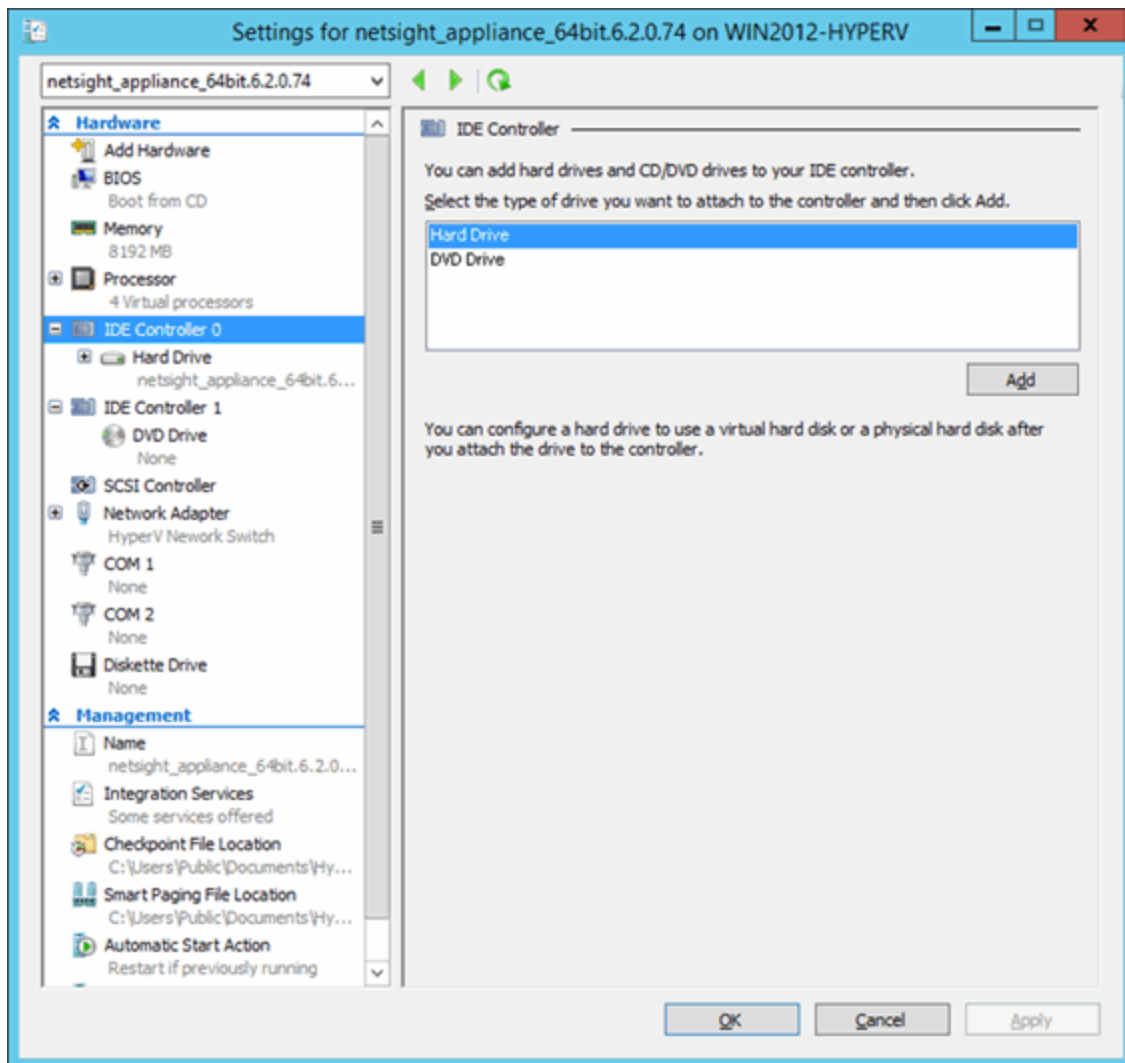 Settings for netsight_appliance_64bit.6.2.0.74 on WIN2012-HYPERV
netsight_appliance_64bit.6.2.0.74
Hardware
Add Hardware
BIOS
Boot from CD
Memory
8192 MB
Processor
4 Virtual processors
IDE Controller 0
Hard Drive
netsight_appliance_64bit.6...
IDE Controller 1
DVD Drive
None
SCSI Controller
Network Adapter
HyperV Nework Switch
COM 1
None
COM 2
None
Diskette Drive
None
Management
Name
netsight_appliance_64bit.6.2.0...
Integration Services
Some services offered
Checkpoint File Location
C:\Users\Public\Documents\Hy...
Smart Paging File Location
C:\Users\Public\Documents\Hy...
Automatic Start Action
Restart if previously running
IDE Controller
You can add hard drives and CD/DVD drives to your IDE controller.
Select the type of drive you want to attach to the controller and then click Add.
Hard Drive
DVD Drive
Add
You can configure a hard drive to use a virtual hard disk or a physical hard disk after
you attach the drive to the controller.
OK
Cancel
Apply